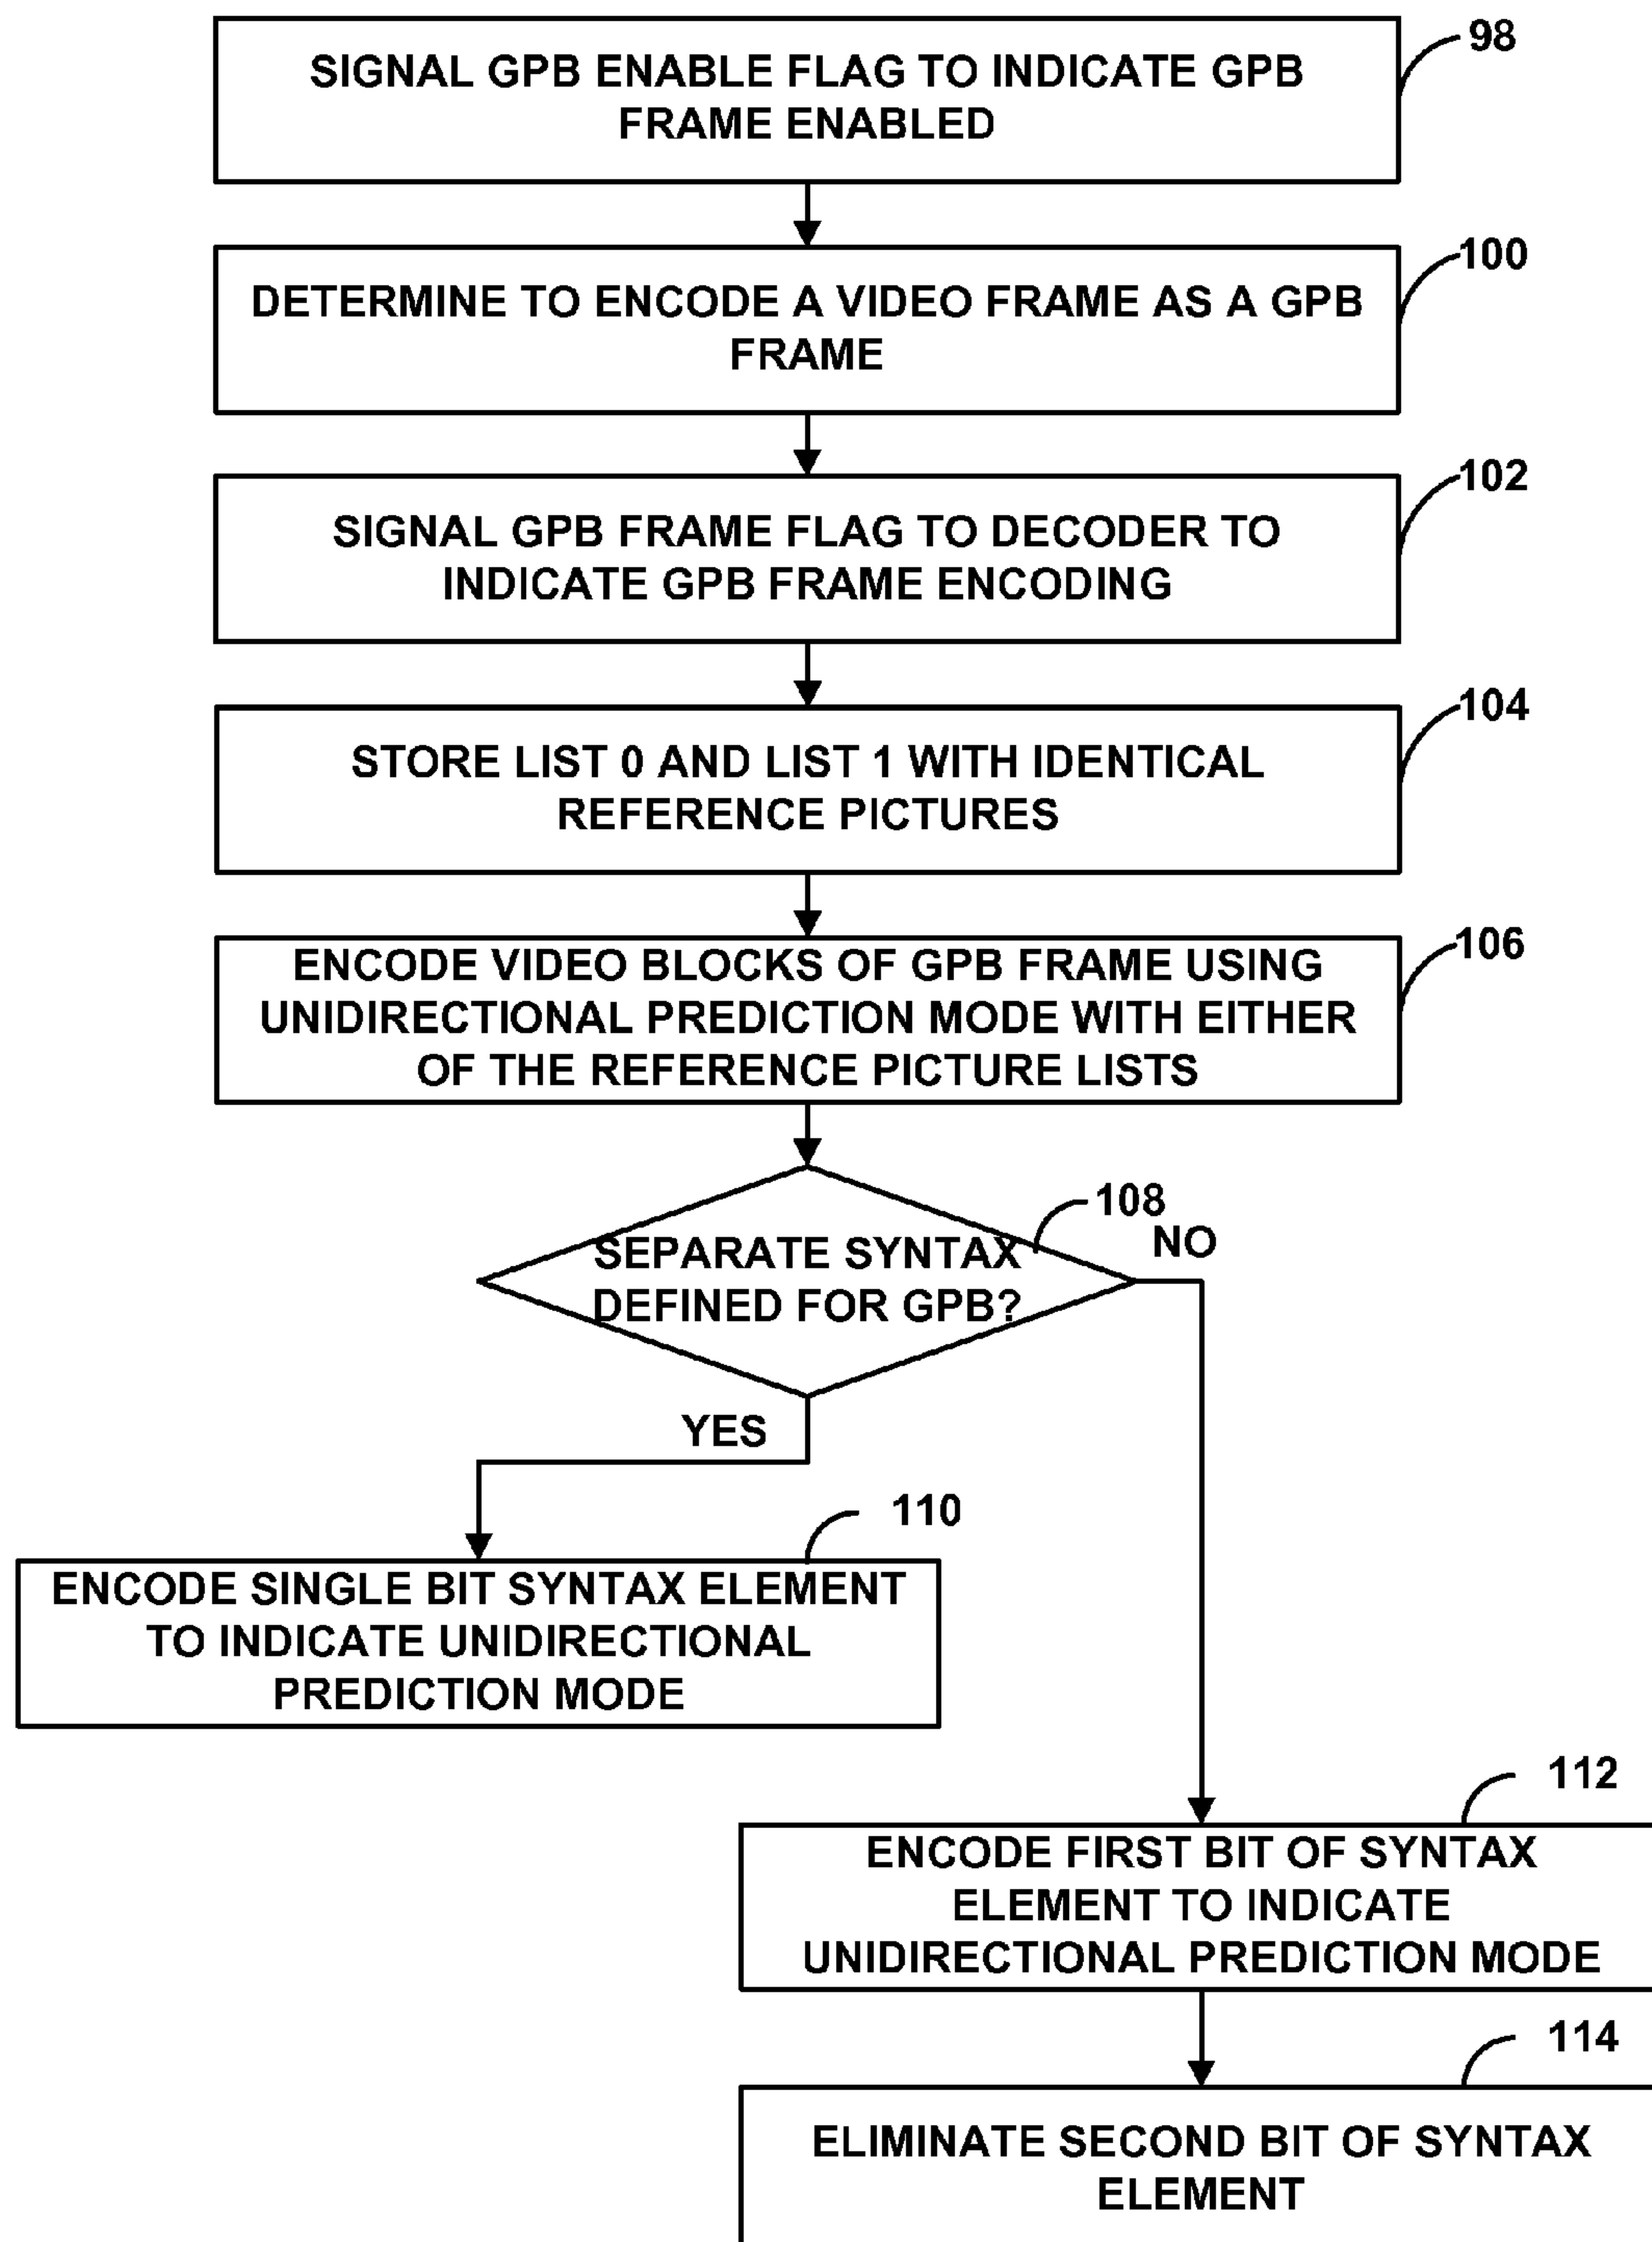 98
SIGNAL GPB ENABLE FLAG TO INDICATE GPB
FRAME ENABLED
100
DETERMINE TO ENCODE A VIDEO FRAME AS A GPB
FRAME
102
SIGNAL GPB FRAME FLAG TO DECODER TO
INDICATE GPB FRAME ENCODING
104
STORE LIST 0 AND LIST 1 WITH IDENTICAL
REFERENCE PICTURES
106
ENCODE VIDEO BLOCKS OF GPB FRAME USING
UNIDIRECTIONAL PREDICTION MODE WITH EITHER
OF THE REFERENCE PICTURE LISTS
108
NO
SEPARATE SYNTAX
DEFINED FOR GPB?
YES
110
ENCODE SINGLE BIT SYNTAX ELEMENT
TO INDICATE UNIDIRECTIONAL
PREDICTION MODE
112
ENCODE FIRST BIT OF SYNTAX
ELEMENT TO INDICATE
UNIDIRECTIONAL PREDICTION MODE
114
ELIMINATE SECOND BIT OF SYNTAX
ELEMENT